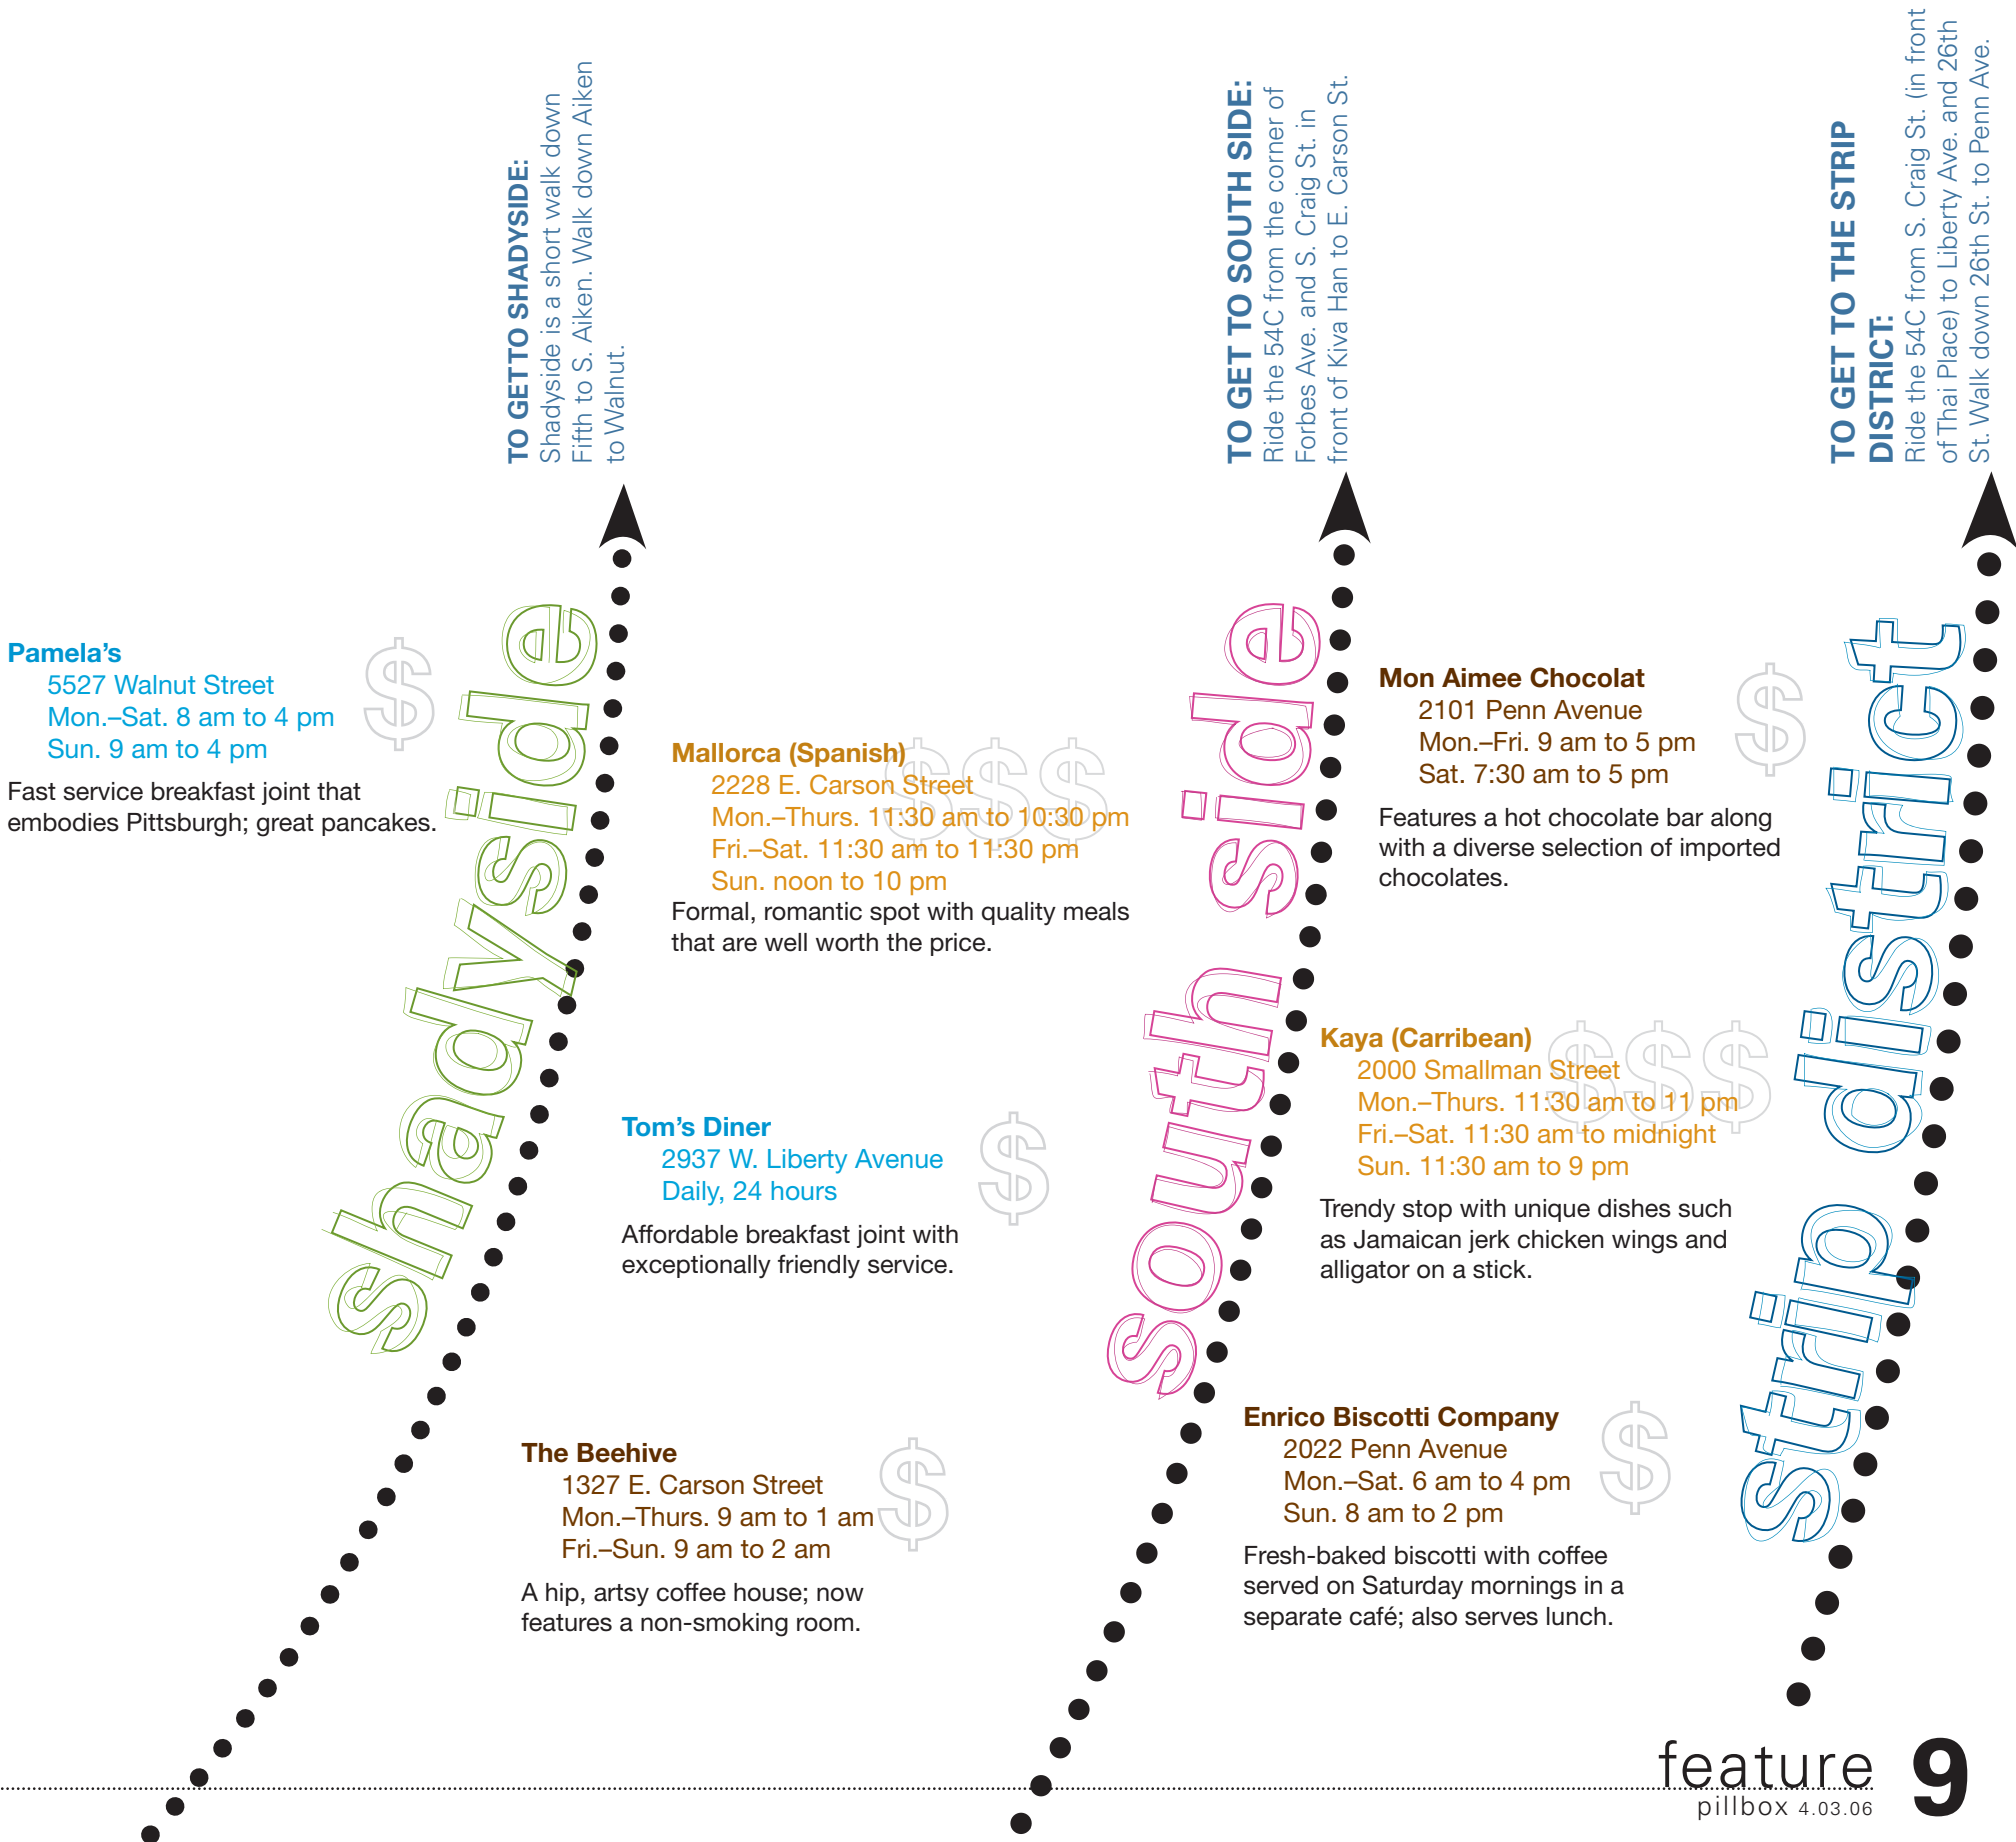 TO GET TO SHADYSIDE:
Shadyside is a short walk down
Fifth to S. Aiken. Walk down Aiken
to Walnut.
shadyside
Pamela's
5527 Walnut Street
Mon.–Sat. 8 am to 4 pm
Sun. 9 am to 4 pm
$
Fast service breakfast joint that
embodies Pittsburgh; great pancakes.
TO GET TO SOUTH SIDE:
Ride the 54C from the corner of
Forbes Ave. and S. Craig St. in
front of Kiva Han to E. Carson St.
south side
Mallorca (Spanish)
2228 E. Carson Street
Mon.–Thurs. 11:30 am to 10:30 pm
Fri.–Sat. 11:30 am to 11:30 pm
Sun. noon to 10 pm
$$$
Formal, romantic spot with quality meals
that are well worth the price.
Tom's Diner
2937 W. Liberty Avenue
Daily, 24 hours
$
Affordable breakfast joint with
exceptionally friendly service.
The Beehive
1327 E. Carson Street
Mon.–Thurs. 9 am to 1 am
Fri.–Sun. 9 am to 2 am
$
A hip, artsy coffee house; now
features a non-smoking room.
TO GET TO THE STRIP
DISTRICT:
Ride the 54C from S. Craig St. (in front
of Thai Place) to Liberty Ave. and 26th
St. Walk down 26th St. to Penn Ave.
strip district
Mon Aimee Chocolat
2101 Penn Avenue
Mon.–Fri. 9 am to 5 pm
Sat. 7:30 am to 5 pm
$
Features a hot chocolate bar along
with a diverse selection of imported
chocolates.
Kaya (Carribean)
2000 Smallman Street
Mon.–Thurs. 11:30 am to 11 pm
Fri.–Sat. 11:30 am to midnight
Sun. 11:30 am to 9 pm
$$$
Trendy stop with unique dishes such
as Jamaican jerk chicken wings and
alligator on a stick.
Enrico Biscotti Company
2022 Penn Avenue
Mon.–Sat. 6 am to 4 pm
Sun. 8 am to 2 pm
$
Fresh-baked biscotti with coffee
served on Saturday mornings in a
separate café; also serves lunch.
feature 9
pillbox 4.03.06